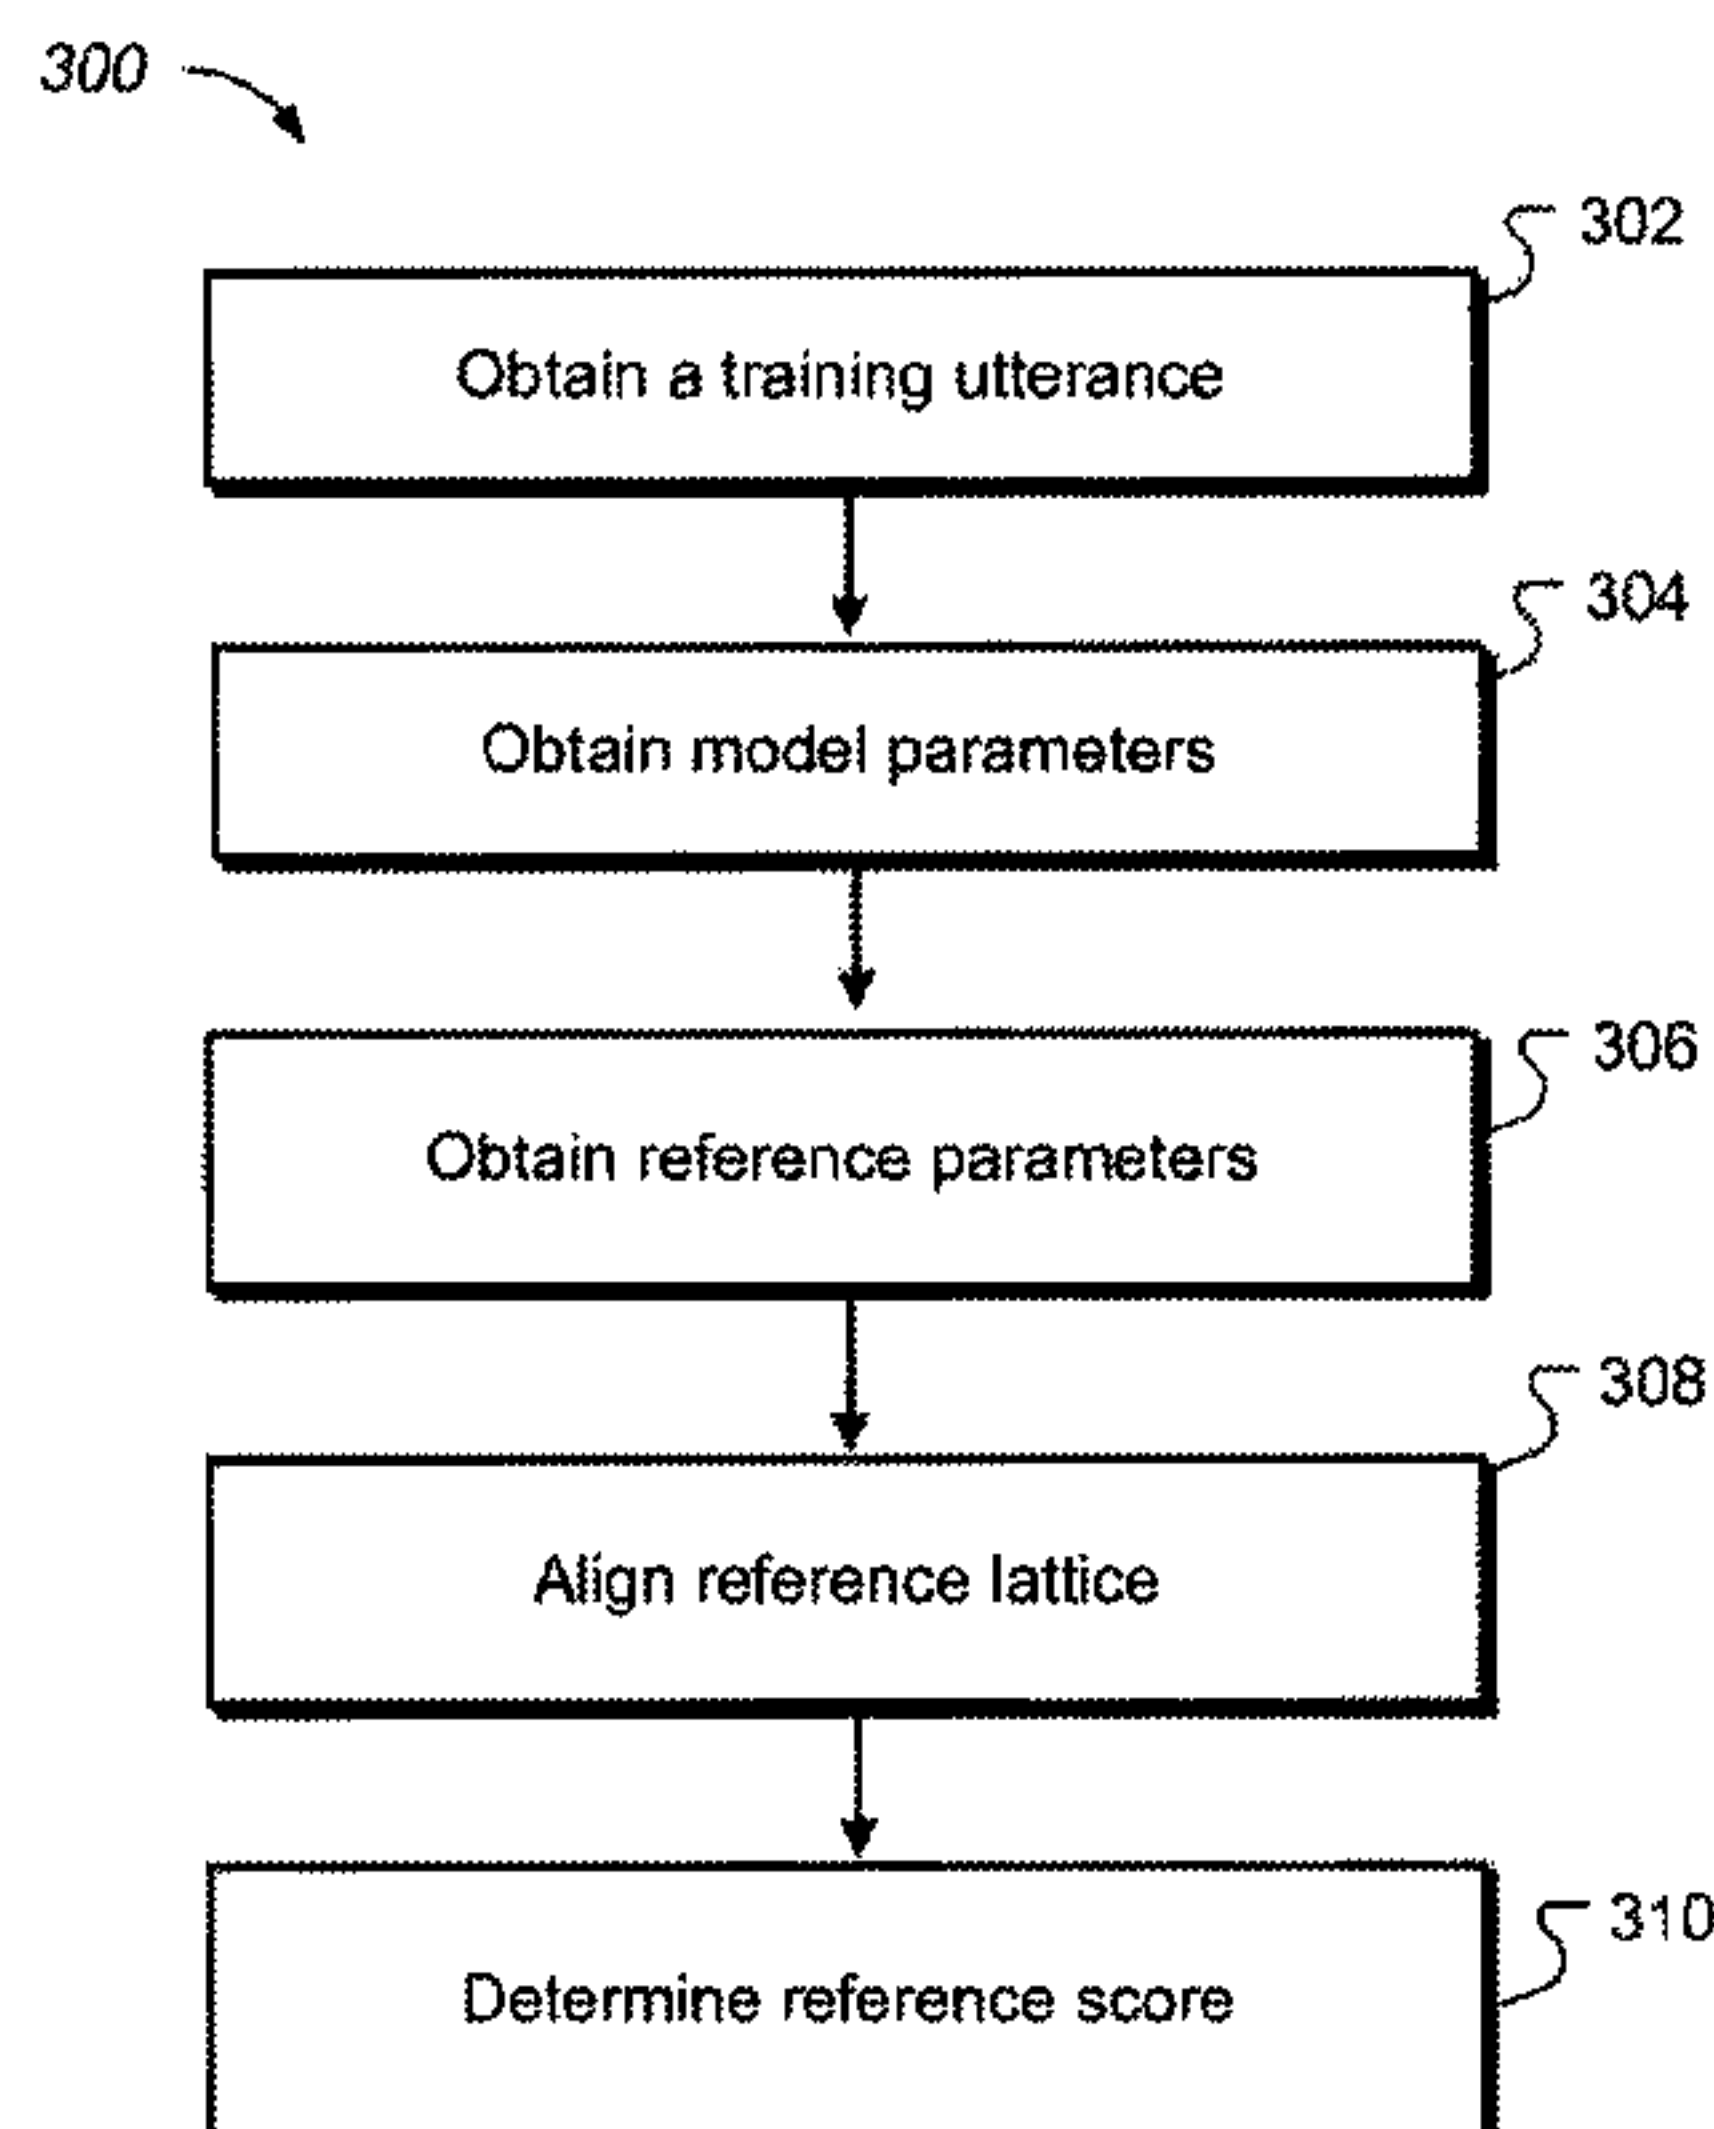 300
302
Obtain a training utterance
304
Obtain model parameters
306
Obtain reference parameters
308
Align reference lattice
310
Determine reference score